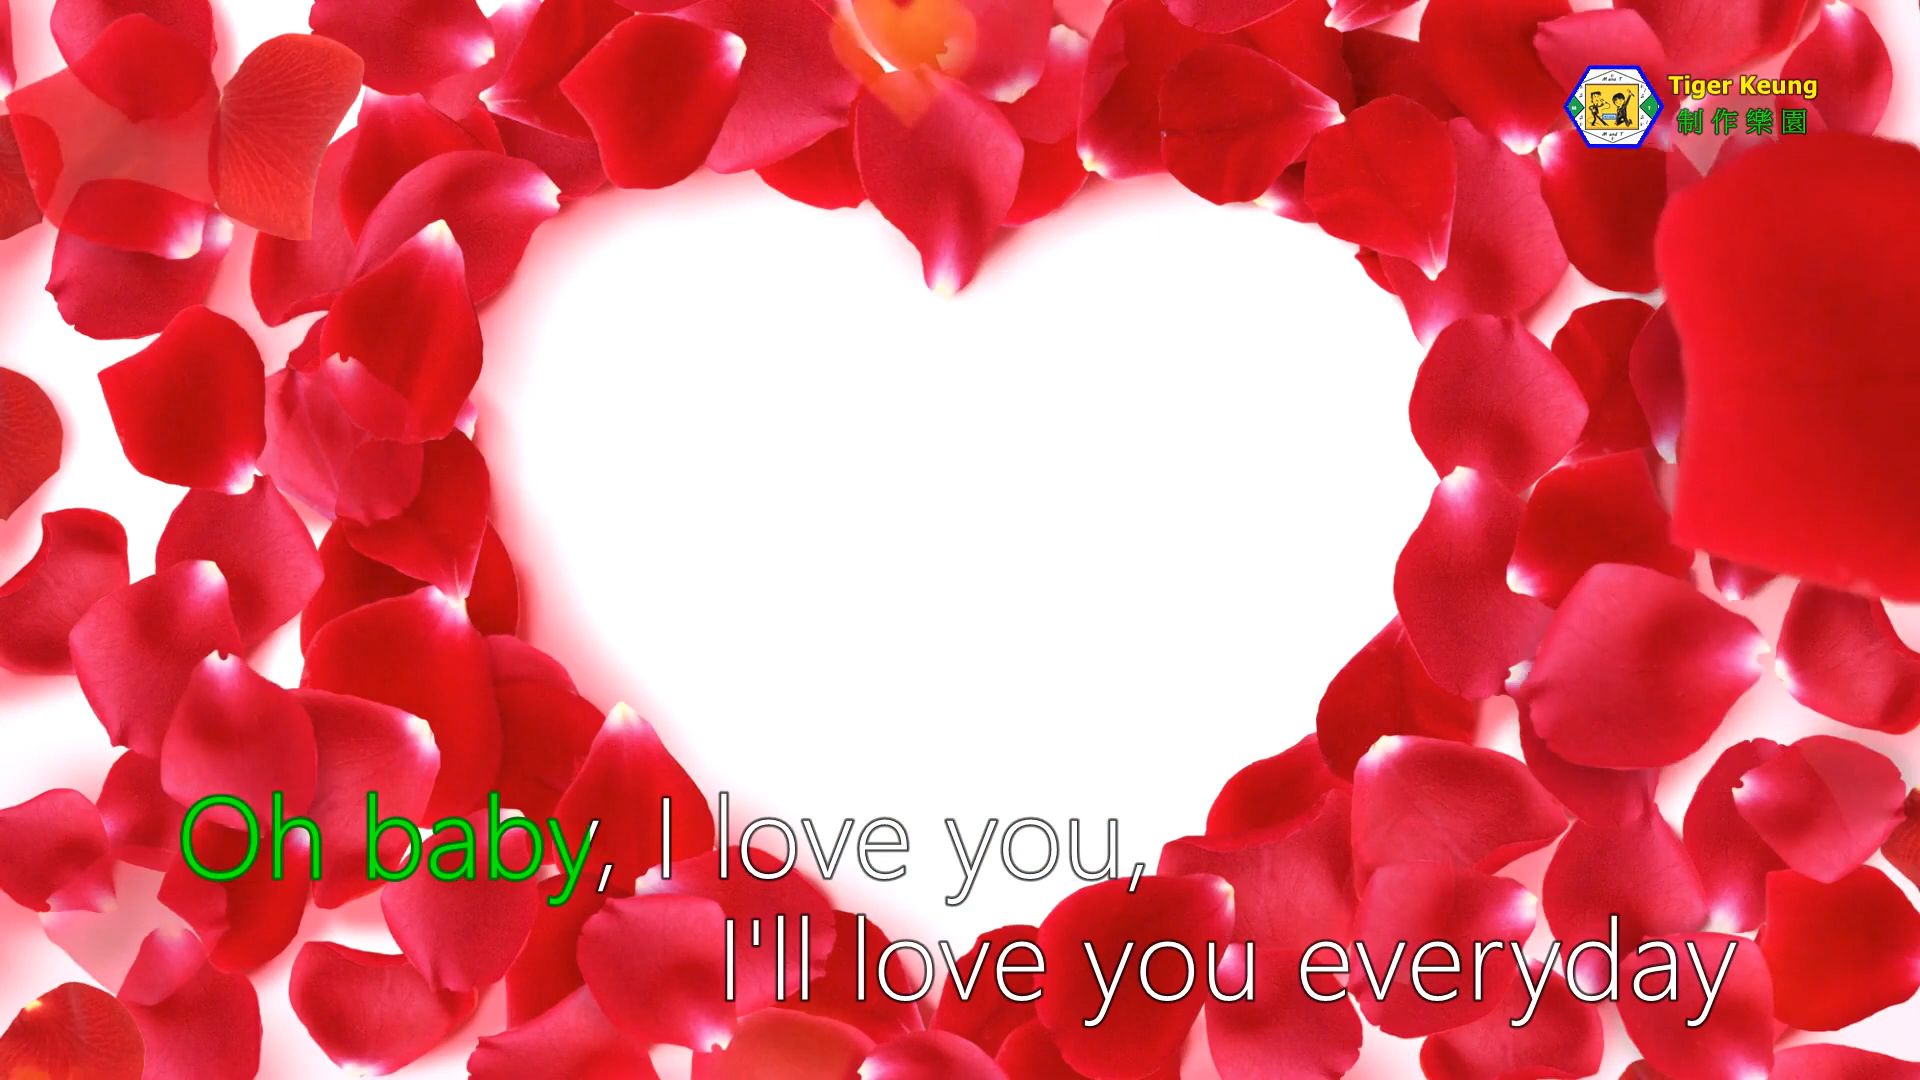 Tiger Keung
制作樂園
Oh baby, I love you,
I'll love you everyday